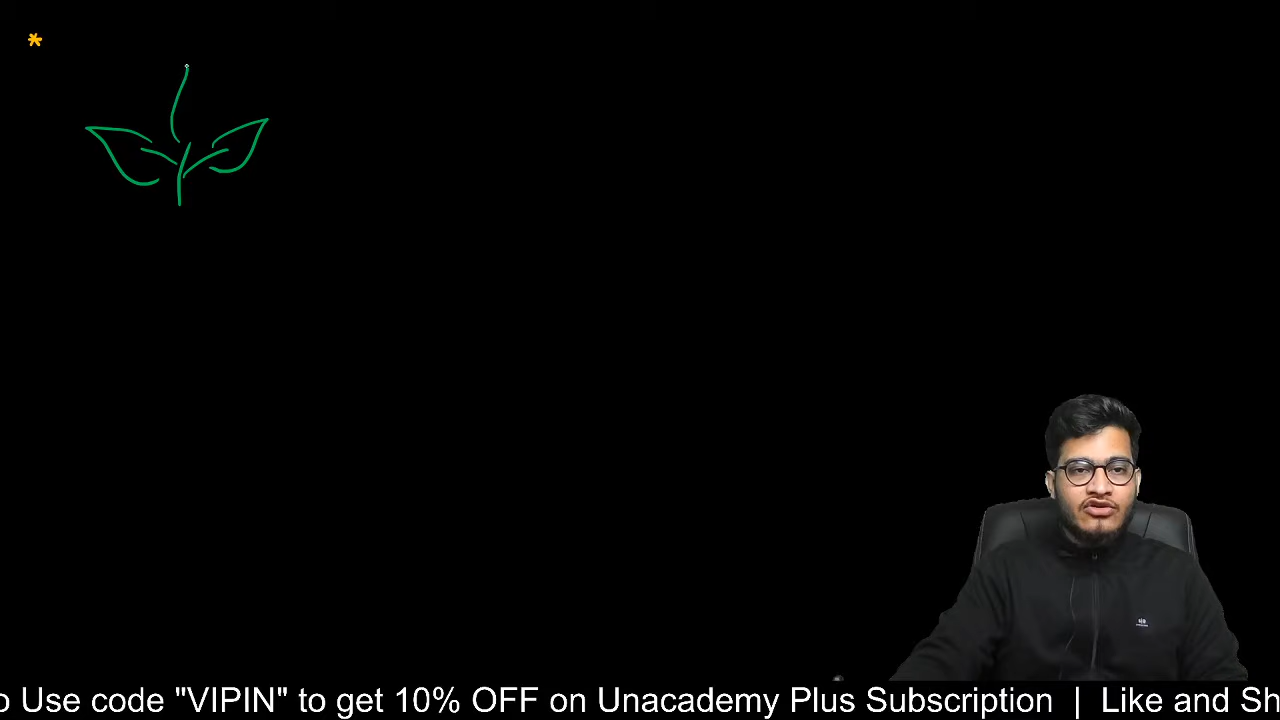 *
o Use code "VIPIN" to get 10% OFF on Unacademy Plus Subscription | Like and Sh